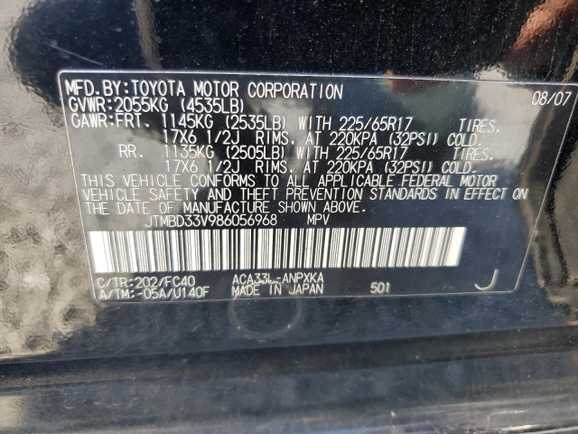 MFD.BY:TOYOTA MOTOR CORPORATION 08/07
GVWR:2055KG (4535LB)
GAWR:FRT. 1145KG (2535LB) WITH 225/65R17 TIRES.
17X6 1/2J RIMS. AT 220KPA (32PSI) COLD.
RR. 1135KG (2505LB) WITH 225/65R17 TIRES.
17X6 1/2J RIMS. AT 220KPA (32PSI) COLD.
THIS VEHICLE CONFORMS TO ALL APPLICABLE FEDERAL MOTOR
VEHICLE SAFETY AND THEFT PREVENTION STANDARDS IN EFFECT ON
THE DATE OF MANUFACTURE SHOWN ABOVE.
JTMBD33V986056968 MPV
C/TR:202/FC40 ACA33L-ANPXKA
A/TM:-05A/U140F MADE IN JAPAN 501 J